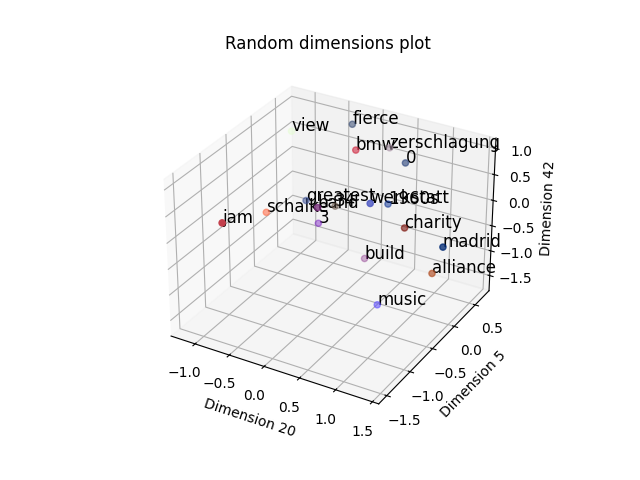 Random dimensions plot
fierce
view
bmw
zerschlagung
0
greatest
werkstatt
1960s
schalke
3
jam
charity
madrid
build
alliance
music
1.0
0.5
0.0
−0.5
−1.0
−1.5
Dimension 42
0.5
0.0
−0.5
−1.0
−1.5
Dimension 5
−1.0
−0.5
0.0
0.5
1.0
1.5
Dimension 20